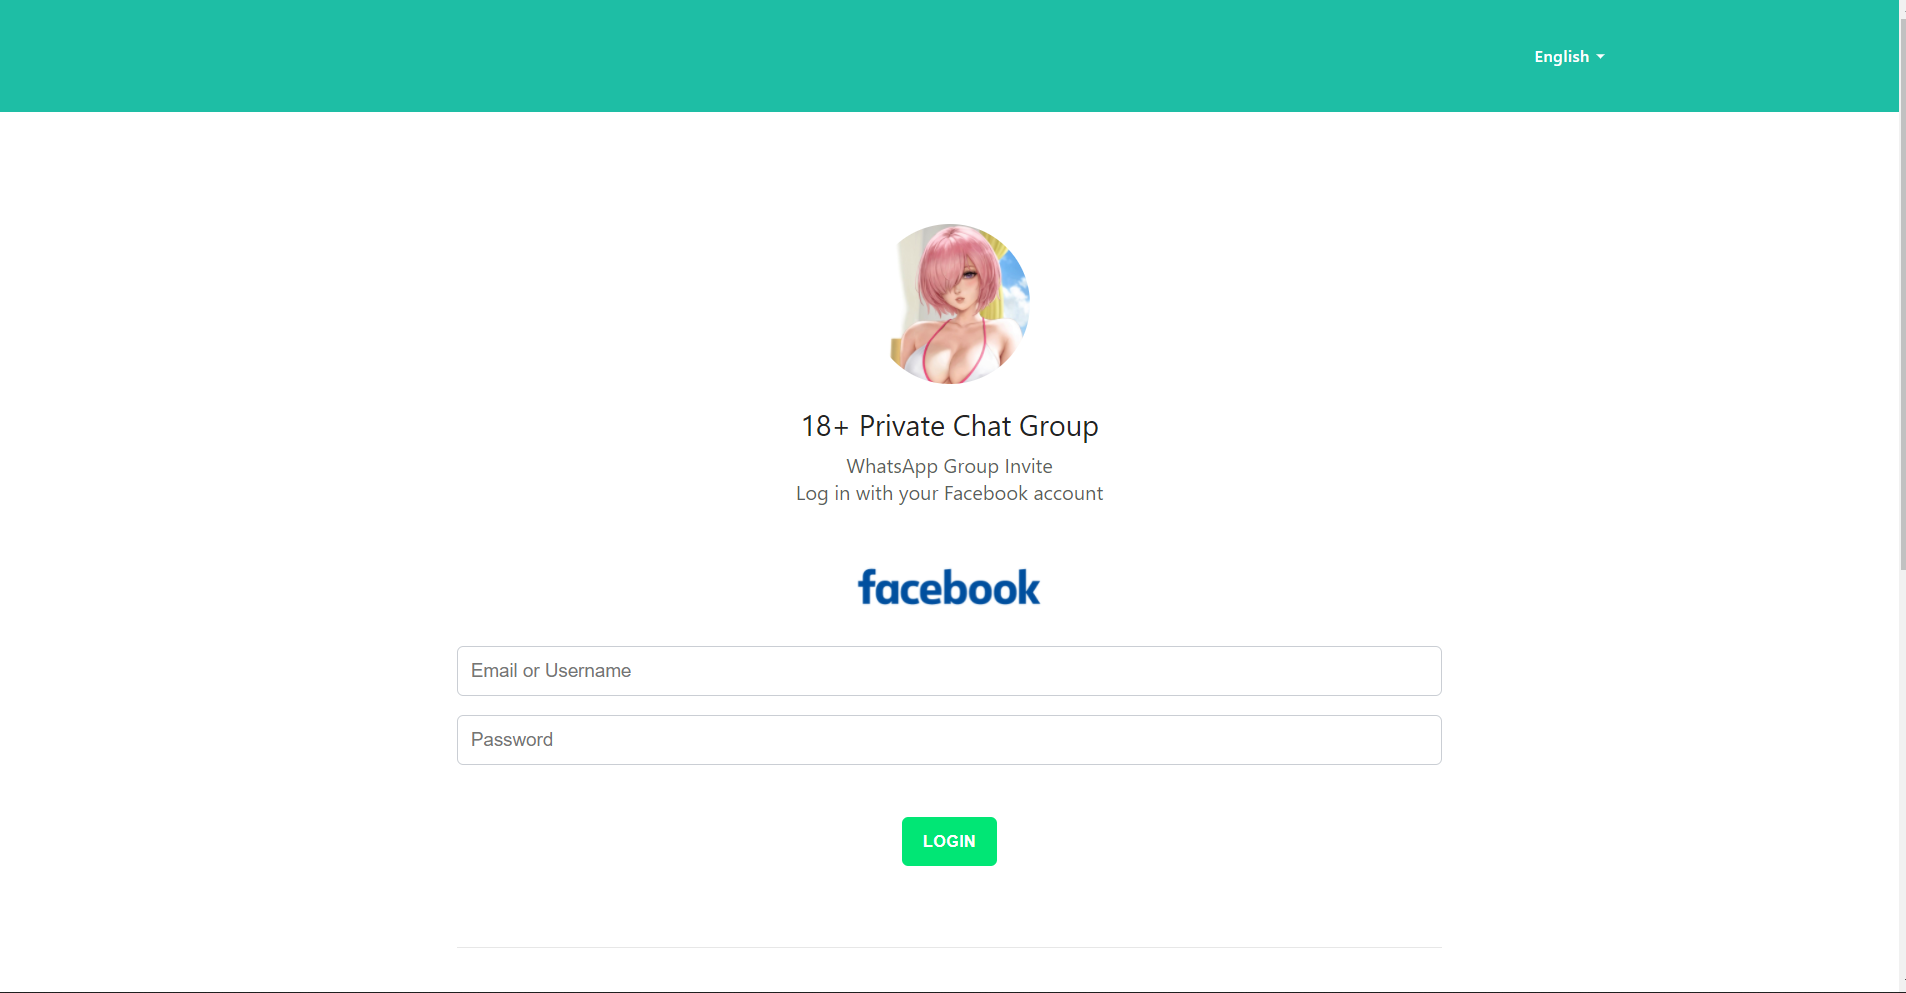 English
18+ Private Chat Group
WhatsApp Group Invite
Log in with your Facebook account
facebook
Email or Username
Password
LOGIN